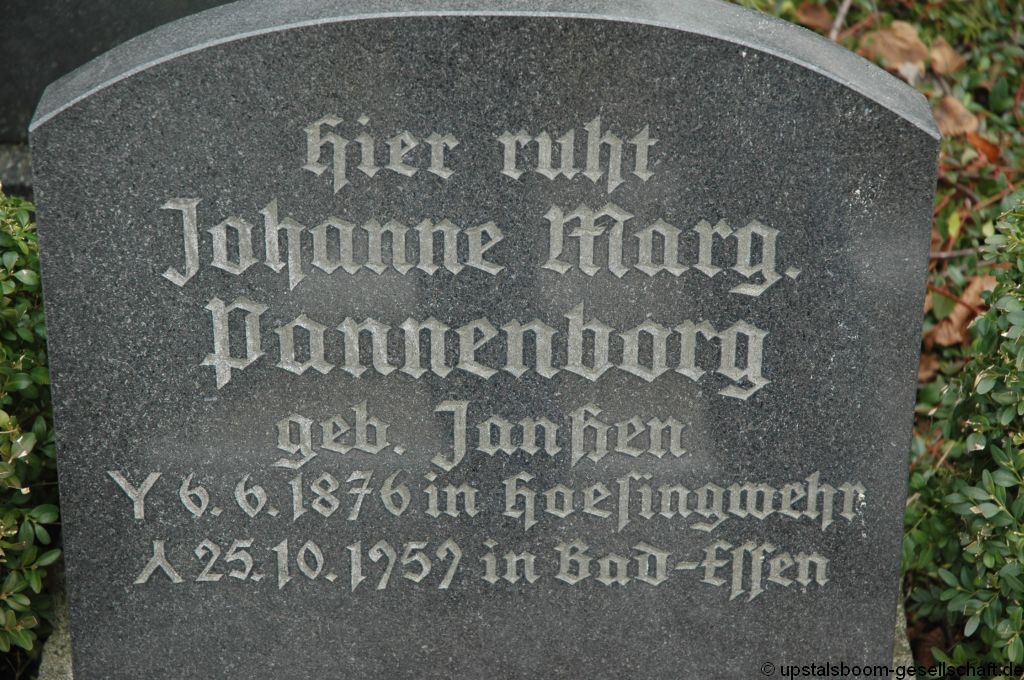 Hier ruht
Johanne Marg.
Pannenborg
geb. Janßen
6. 6. 1876 in Hoeſingwehr
25. 10. 1959 in Bad-Eſſen
© upstalsboom-gesellschaft.de